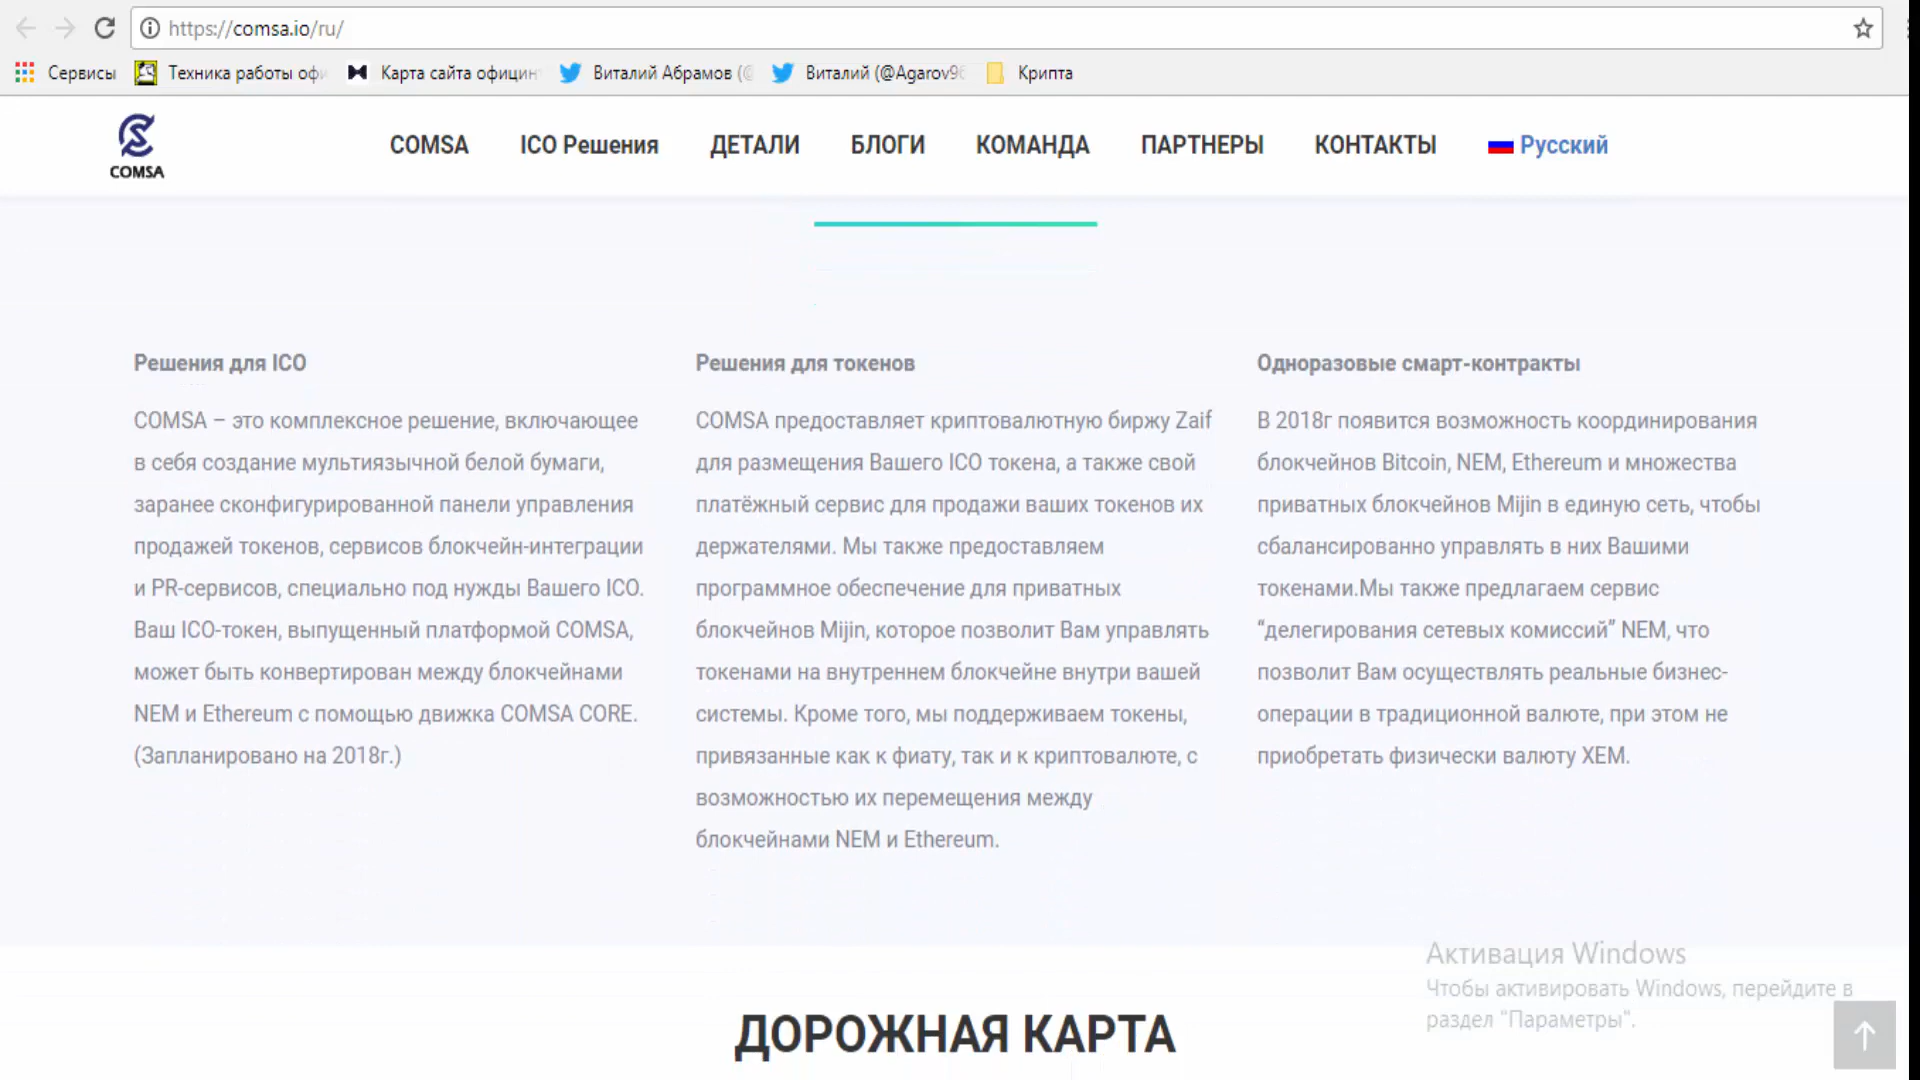 https://comsa.io/ru/
Сервисы
Техника работы офи
Карта сайта официн
Виталий Абрамов (@
Виталий (@Agarov96
Крипта
COMSA
COMSA
ICO Решения
ДЕТАЛИ
БЛОГИ
КОМАНДА
ПАРТНЕРЫ
КОНТАКТЫ
Русский
Решения для ICO
COMSA – это комплексное решение, включающее
в себя создание мультиязычной белой бумаги,
заранее сконфигурированной панели управления
продажей токенов, сервисов блокчейн-интеграции
и PR-сервисов, специально под нужды Вашего ICO.
Ваш ICO-токен, выпущенный платформой COMSA,
может быть конвертирован между блокчейнами
NEM и Ethereum с помощью движка COMSA CORE.
(Запланировано на 2018г.)
Решения для токенов
COMSA предоставляет криптовалютную биржу Zaif
для размещения Вашего ICO токена, а также свой
платёжный сервис для продажи ваших токенов их
держателями. Мы также предоставляем
программное обеспечение для приватных
блокчейнов Mijin, которое позволит Вам управлять
токенами на внутреннем блокчейне внутри вашей
системы. Кроме того, мы поддерживаем токены,
привязанные как к фиату, так и к криптовалюте, с
возможностью их перемещения между
блокчейнами NEM и Ethereum.
Одноразовые смарт-контракты
В 2018г появится возможность координирования
блокчейнов Bitcoin, NEM, Ethereum и множества
приватных блокчейнов Mijin в единую сеть, чтобы
сбалансированно управлять в них Вашими
токенами.Мы также предлагаем сервис
“делегирования сетевых комиссий” NEM, что
позволит Вам осуществлять реальные бизнес-
операции в традиционной валюте, при этом не
приобретать физически валюту XEM.
Активация Windows
Чтобы активировать Windows, перейдите в
раздел "Параметры".
ДОРОЖНАЯ КАРТА